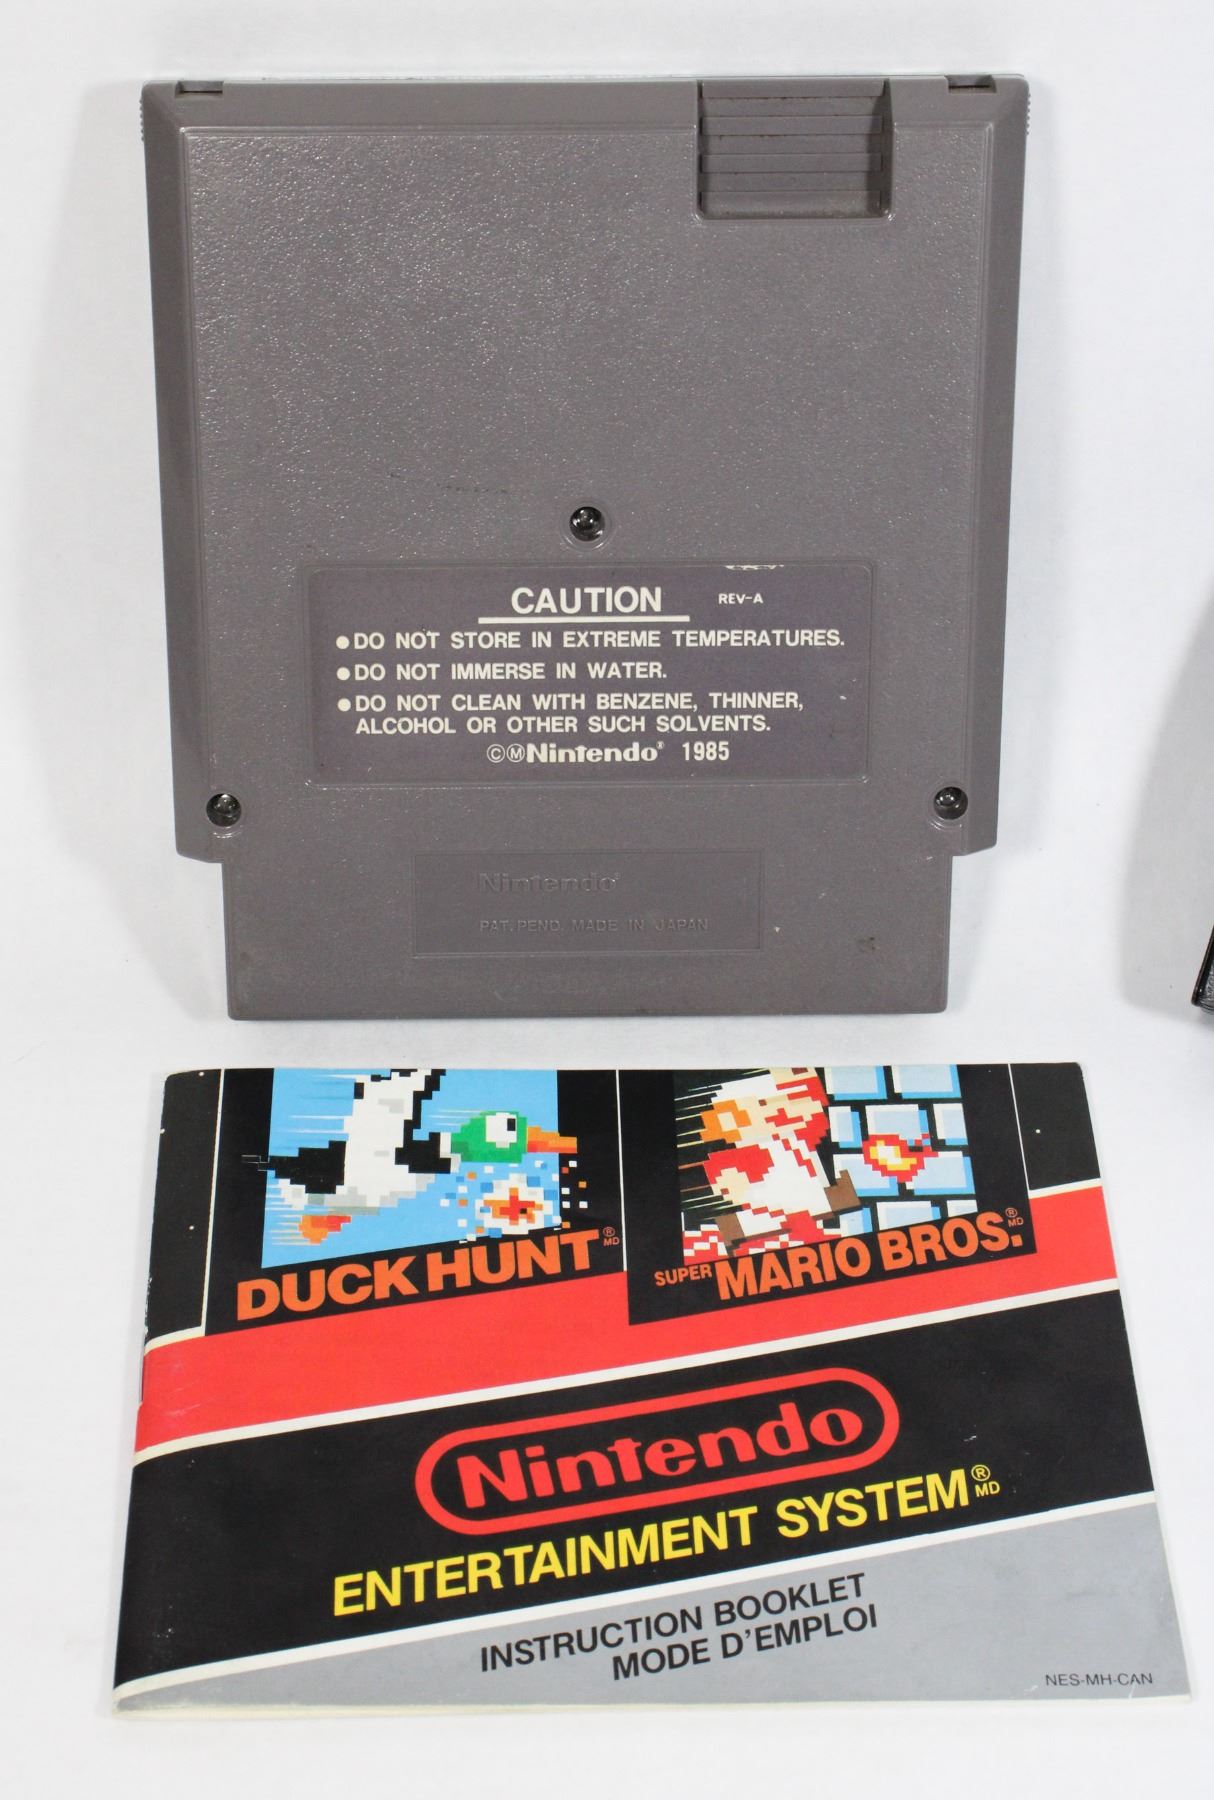 CAUTION REV-A
●DO NOT STORE IN EXTREME TEMPERATURES.
●DO NOT IMMERSE IN WATER.
●DO NOT CLEAN WITH BENZENE, THINNER,
ALCOHOL OR OTHER SUCH SOLVENTS.
©ⓂNintendo® 1985
Nintendo®
PAT. PEND. MADE IN JAPAN
DUCK HUNT ® MD
SUPER MARIO BROS. ® MD
Nintendo
ENTERTAINMENT SYSTEM ® MD
INSTRUCTION BOOKLET
MODE D'EMPLOI
NES-MH-CAN